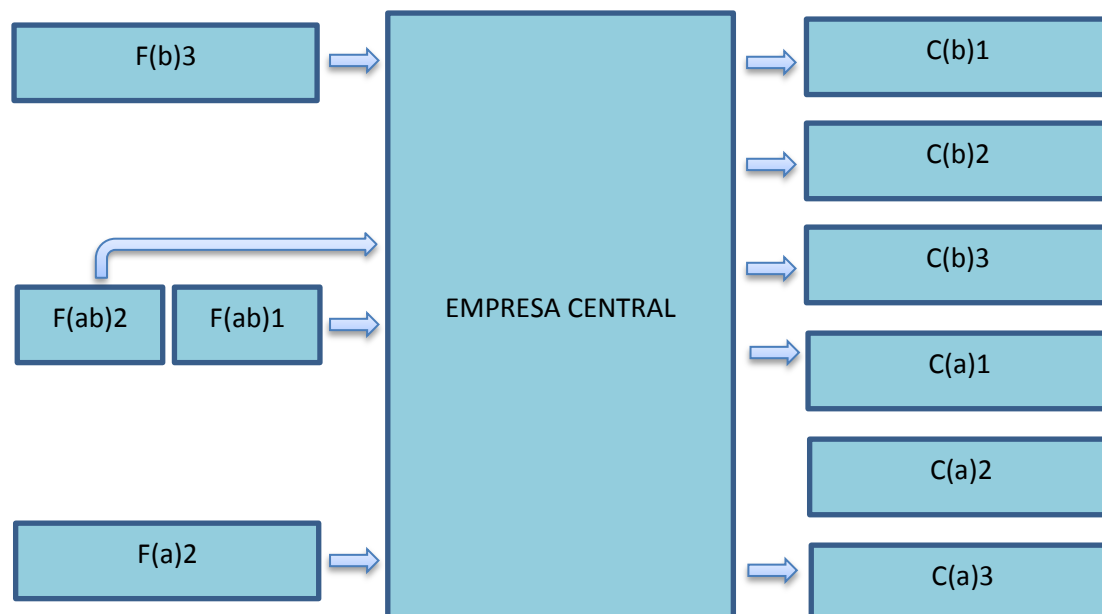 F(b)3
F(ab)2
F(ab)1
F(a)2
EMPRESA CENTRAL
C(b)1
C(b)2
C(b)3
C(a)1
C(a)2
C(a)3